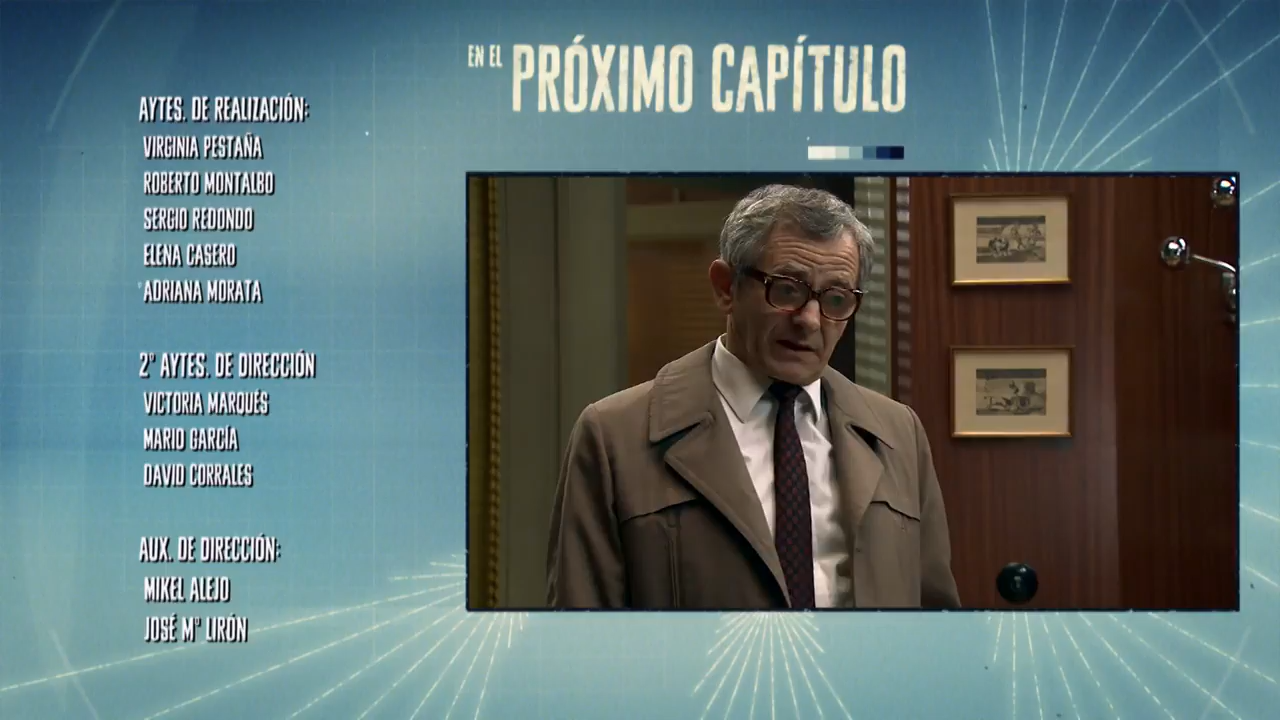 EN EL PRÓXIMO CAPÍTULO
AYTES. DE REALIZACIÓN:
VIRGINIA PESTAÑA
ROBERTO MONTALBO
SERGIO REDONDO
ELENA CASERO
ADRIANA MORATA
2º AYTES. DE DIRECCIÓN
VICTORIA MARQUÉS
MARIO GARCÍA
DAVID CORRALES
AUX. DE DIRECCIÓN:
MIKEL ALEJO
JOSÉ Mº LIRÓN